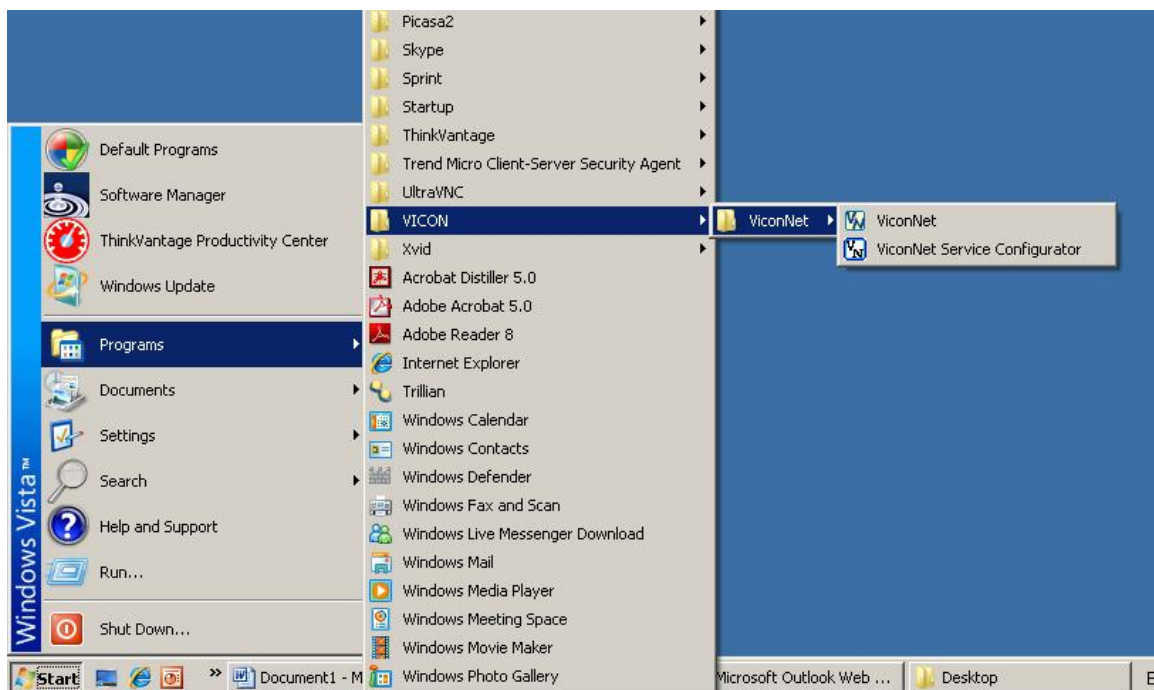 Picasa2
Skype
Sprint
Startup
ThinkVantage
Trend Micro Client-Server Security Agent
UltraVNC
VICON
Xvid
Acrobat Distiller 5.0
Adobe Acrobat 5.0
Adobe Reader 8
Internet Explorer
Trillian
Windows Calendar
Windows Contacts
Windows Defender
Windows Fax and Scan
Windows Live Messenger Download
Windows Mail
Windows Media Player
Windows Meeting Space
Windows Movie Maker
Windows Photo Gallery
ViconNet
ViconNet
ViconNet Service Configurator
Default Programs
Software Manager
ThinkVantage Productivity Center
Windows Update
Programs
Documents
Settings
Search
Help and Support
Run...
Shut Down...
Windows Vista™
Start
Document1 - M
Microsoft Outlook Web ...
Desktop
E